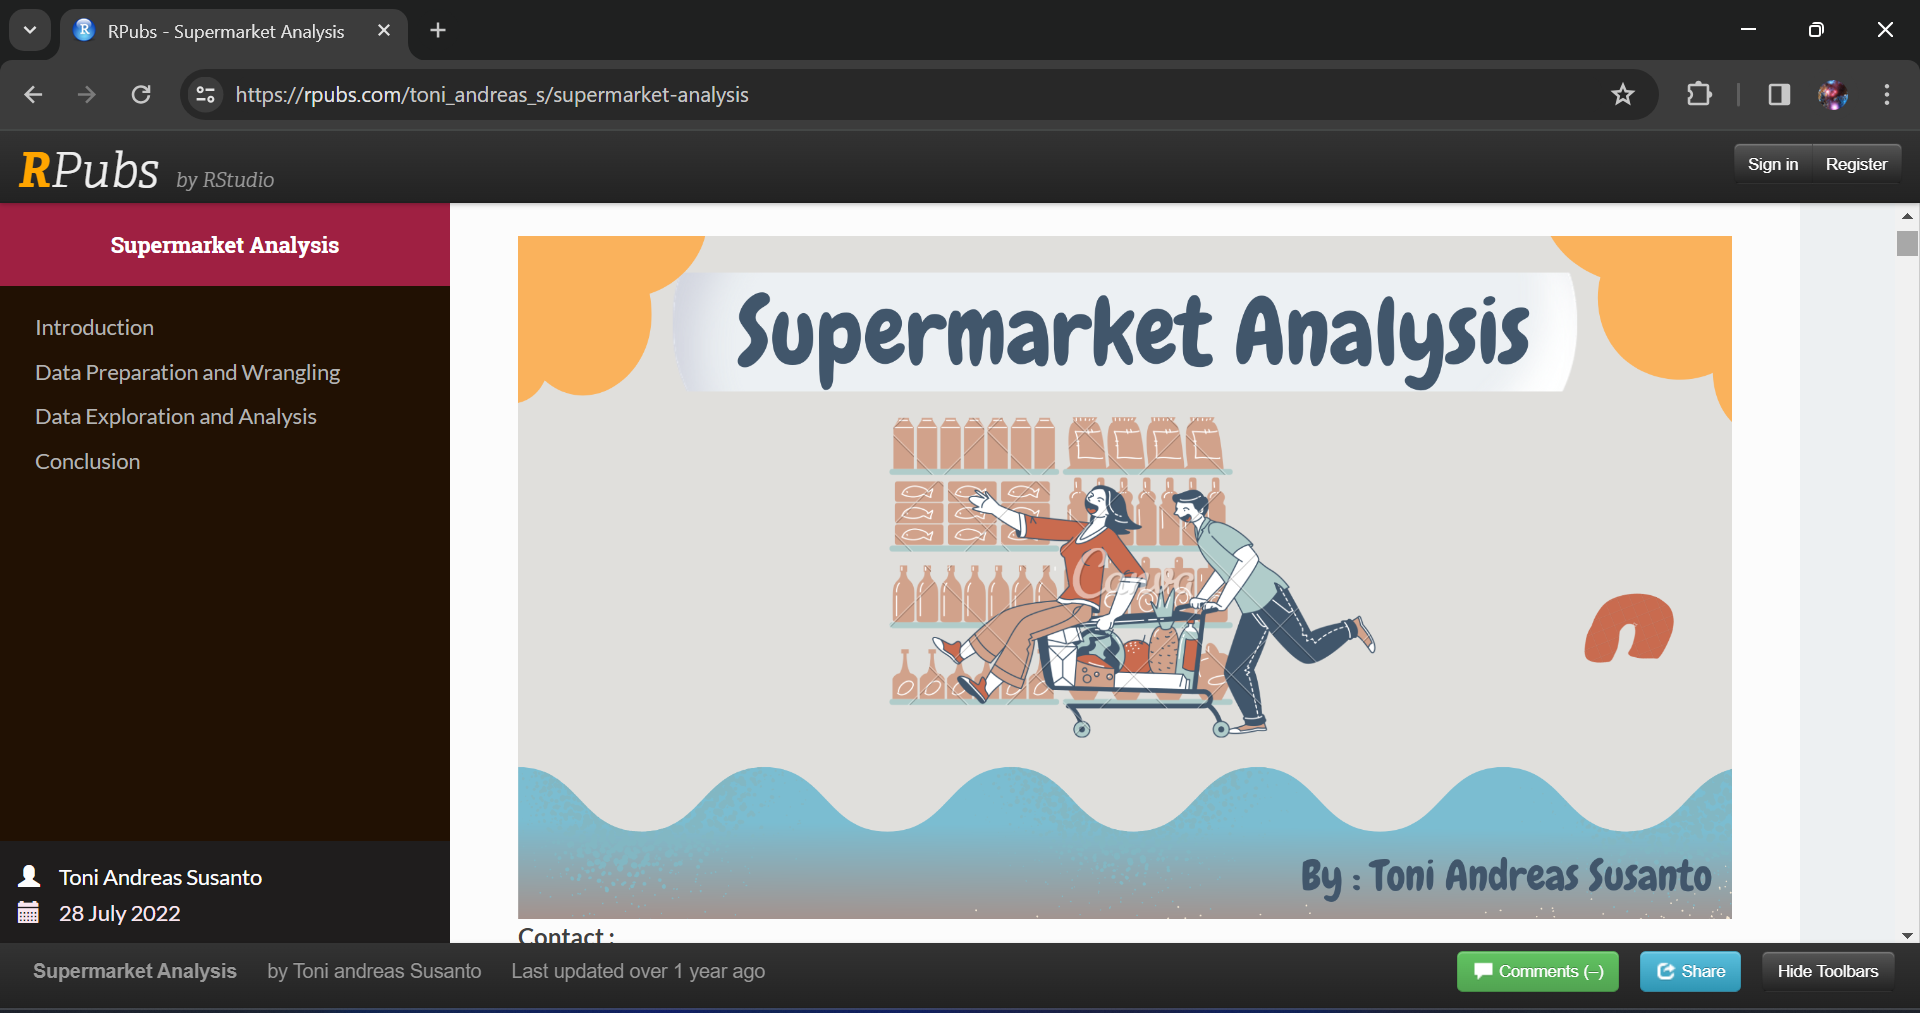 RPubs - Supermarket Analysis
https://rpubs.com/toni_andreas_s/supermarket-analysis
RPubs by RStudio
Sign in
Register
Supermarket Analysis
Introduction
Data Preparation and Wrangling
Data Exploration and Analysis
Conclusion
Toni Andreas Susanto
28 July 2022
Supermarket Analysis
Canva
By : Toni Andreas Susanto
Contact :
Supermarket Analysis by Toni andreas Susanto Last updated over 1 year ago
Comments (–)
Share
Hide Toolbars